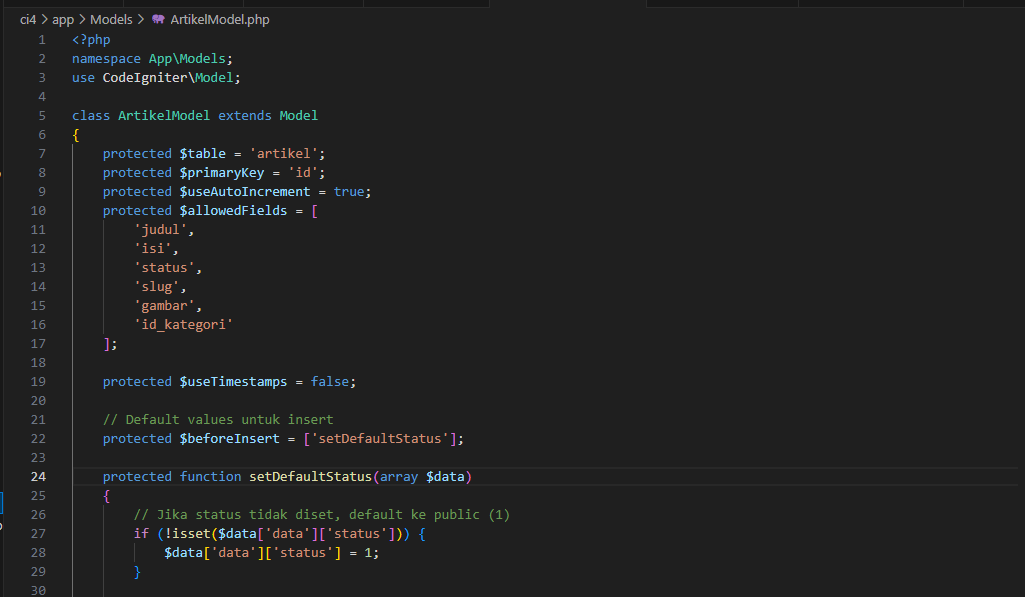 ci4 > app > Models > ArtikelModel.php
1 <?php
2 namespace App\Models;
3 use CodeIgniter\Model;
4
5 class ArtikelModel extends Model
6 {
7     protected $table = 'artikel';
8     protected $primaryKey = 'id';
9     protected $useAutoIncrement = true;
10     protected $allowedFields = [
11         'judul',
12         'isi',
13         'status',
14         'slug',
15         'gambar',
16         'id_kategori'
17     ];
18
19     protected $useTimestamps = false;
20
21     // Default values untuk insert
22     protected $beforeInsert = ['setDefaultStatus'];
23
24     protected function setDefaultStatus(array $data)
25     {
26         // Jika status tidak diset, default ke public (1)
27         if (!isset($data['data']['status'])) {
28             $data['data']['status'] = 1;
29         }
30